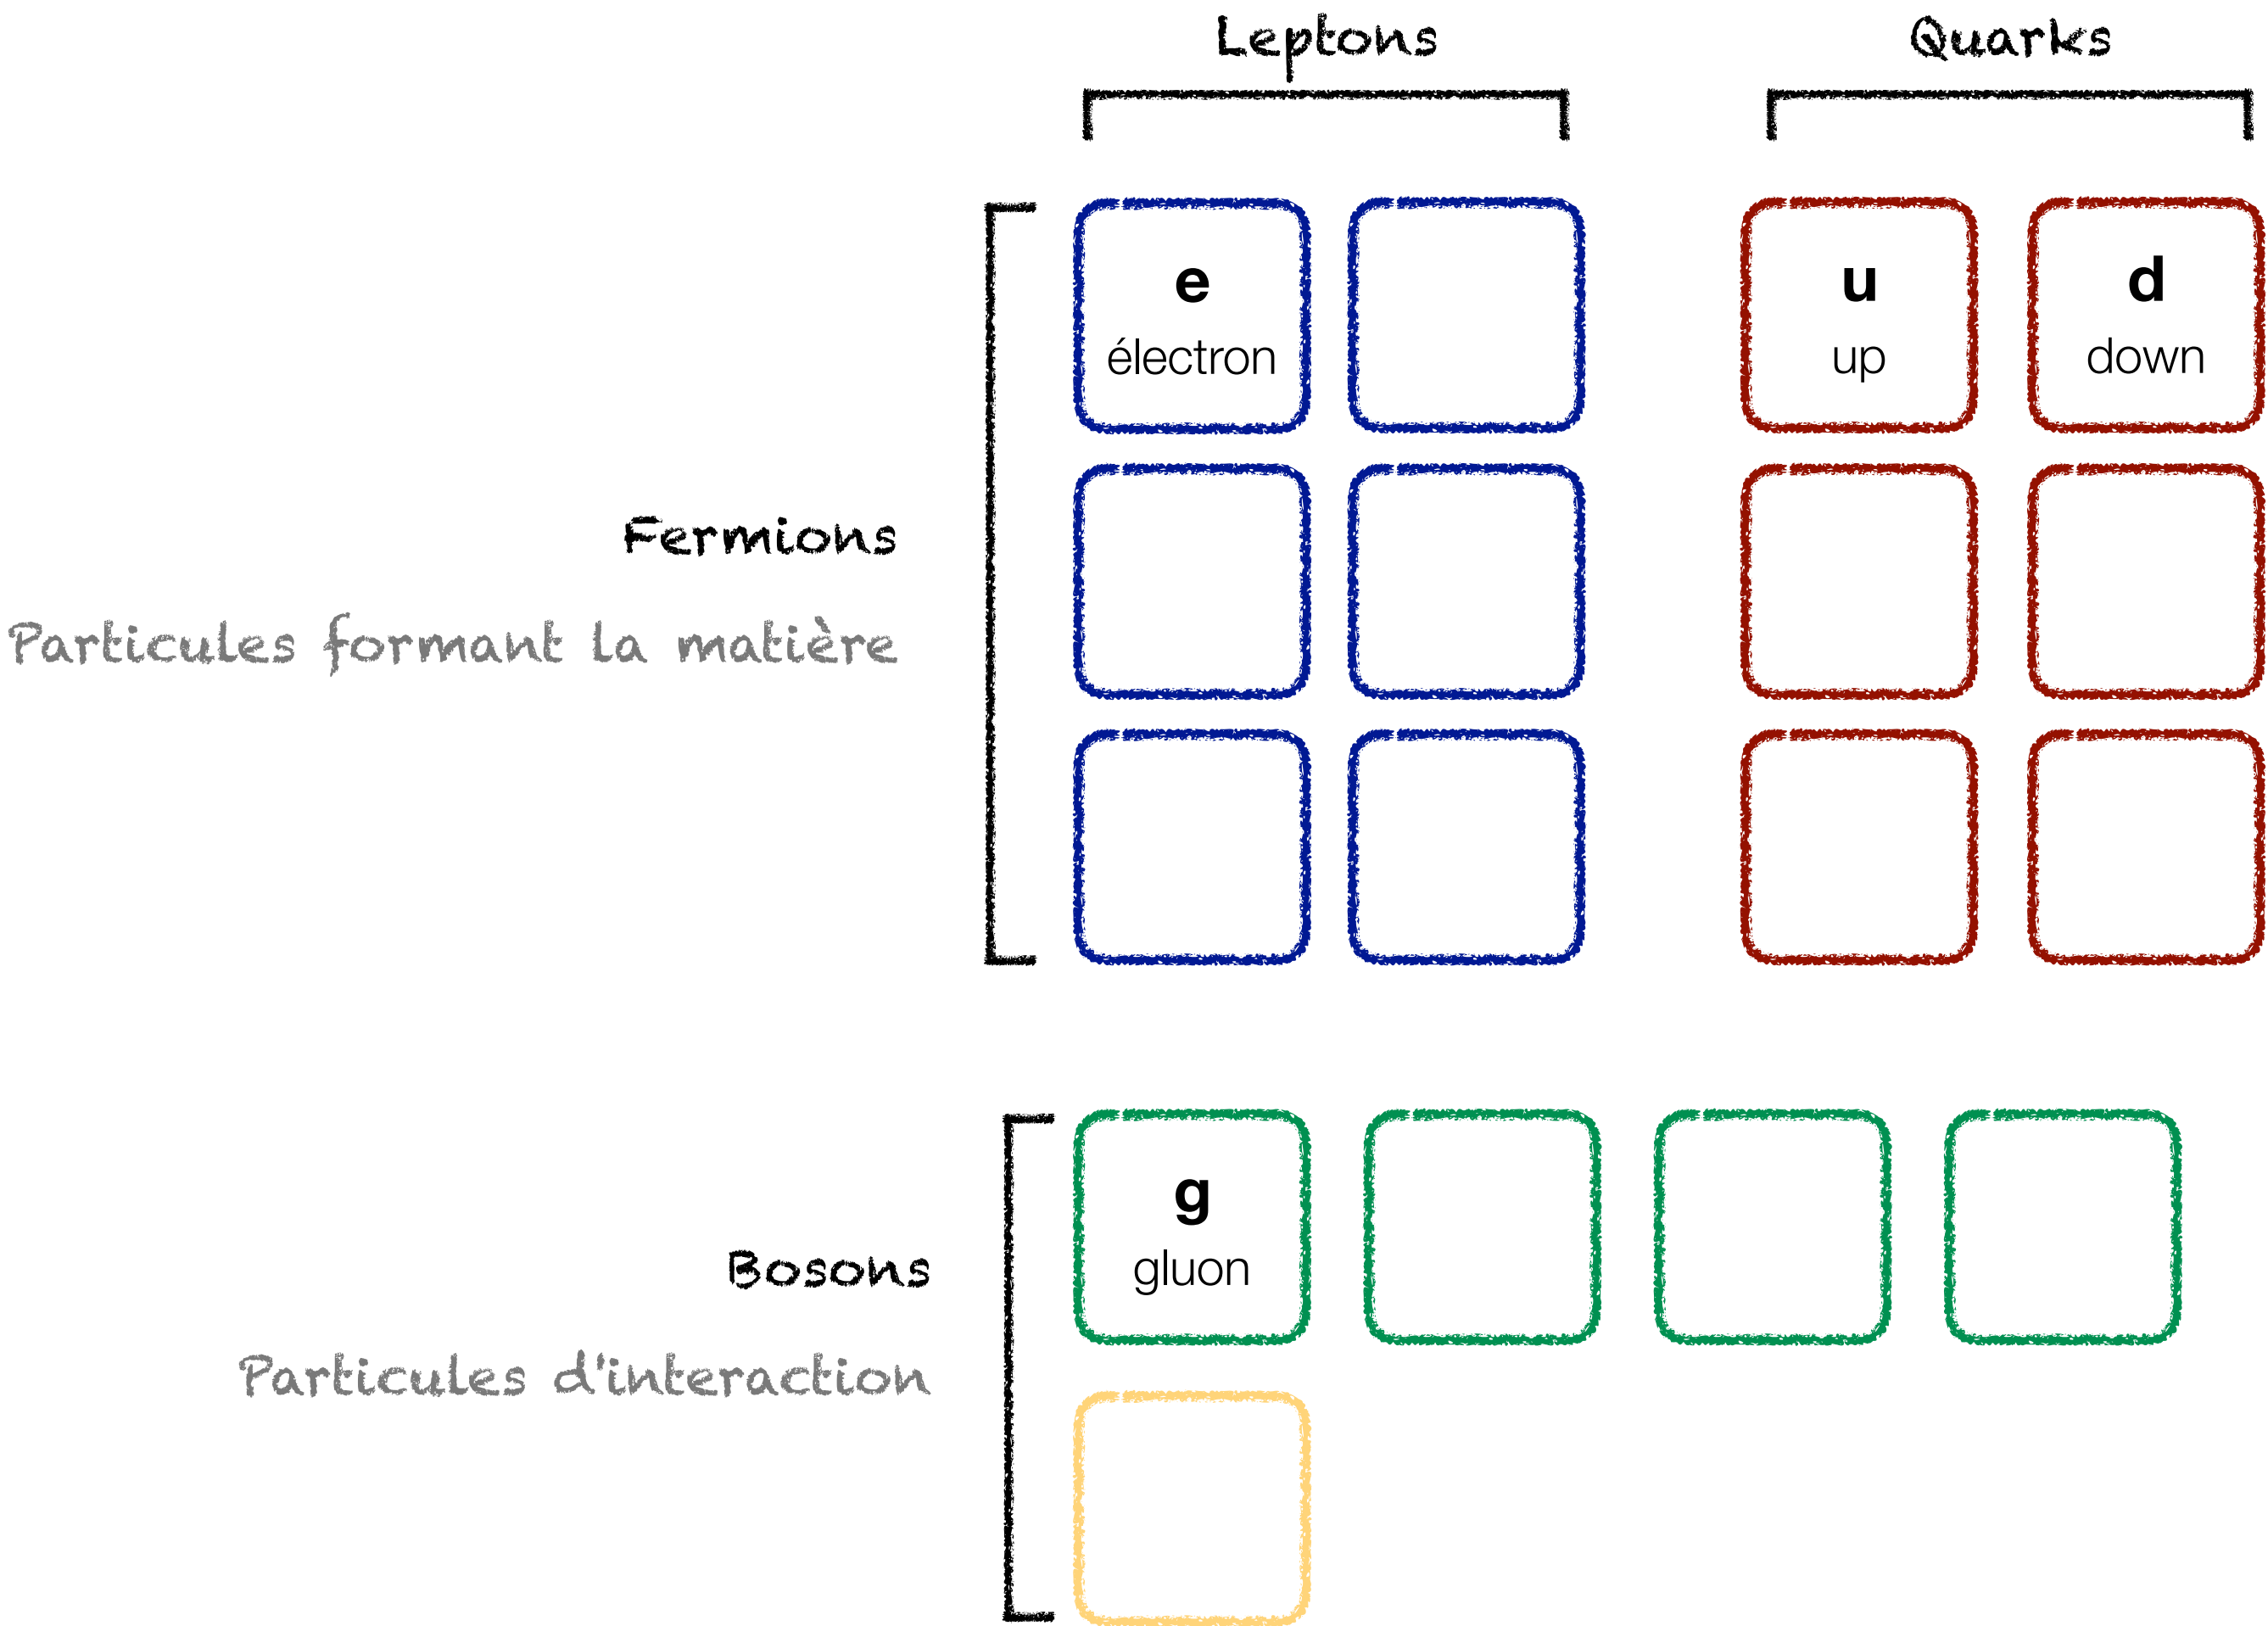 Leptons
Quarks
e
électron
u
up
d
down
Fermions
Particules formant la matière
g
gluon
Bosons
Particules d'interaction